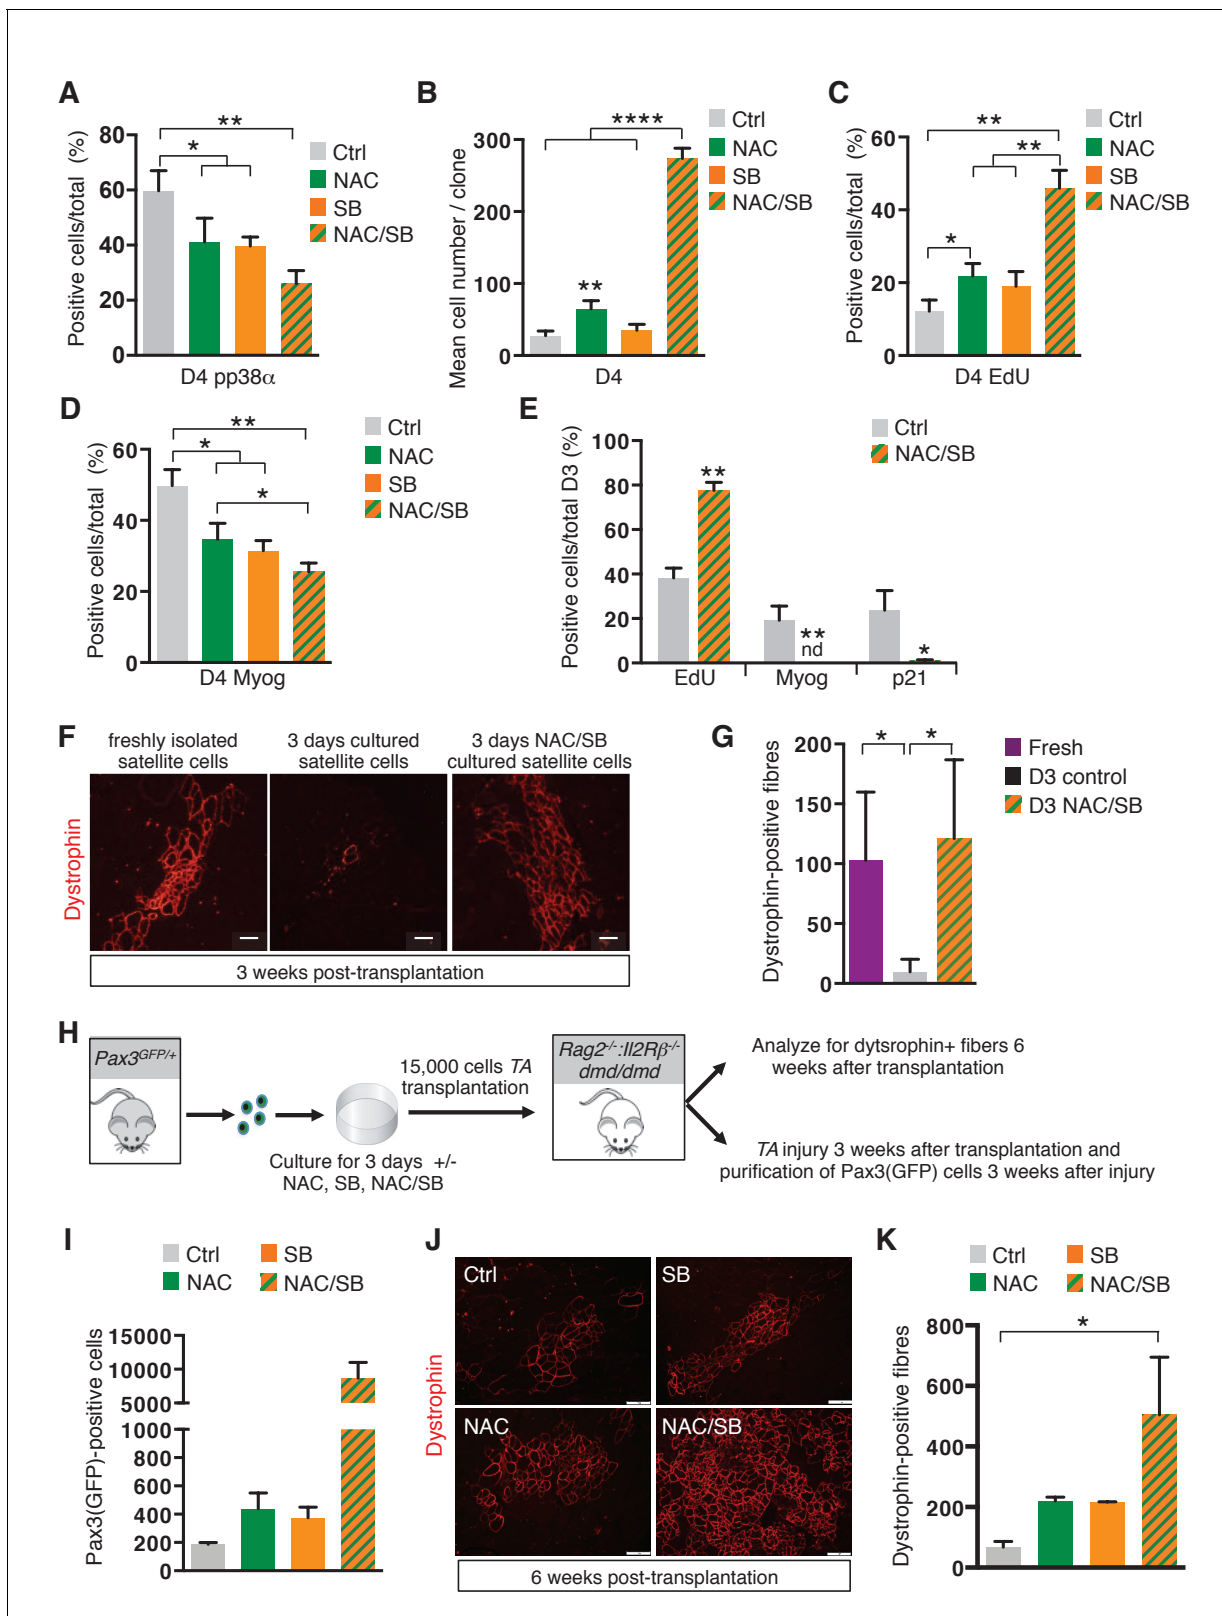 A
Positive cells/total (%)
80
60
40
20
0
**
*
D4 pp38α
Ctrl
NAC
SB
NAC/SB
B
Mean cell number / clone
300
200
100
0
****
**
D4
Ctrl
NAC
SB
NAC/SB
C
Positive cells/total (%)
60
40
20
0
**
**
*
D4 EdU
Ctrl
NAC
SB
NAC/SB
D
Positive cells/total (%)
60
40
20
0
**
*
*
D4 Myog
Ctrl
NAC
SB
NAC/SB
E
Positive cells/total D3 (%)
100
80
60
40
20
0
**
**
nd
*
EdU Myog p21
Ctrl
NAC/SB
F
freshly isolated
satellite cells
3 days cultured
satellite cells
3 days NAC/SB
cultured satellite cells
Dystrophin
3 weeks post-transplantation
G
Dystrophin-positive fibres
200
150
100
50
0
* *
Fresh
D3 control
D3 NAC/SB
H
Pax3GFP/+
Culture for 3 days +/-
NAC, SB, NAC/SB
15,000 cells TA
transplantation
Rag2-/-:Il2Rβ-/-
dmd/dmd
Analyze for dytsrophin+ fibers 6
weeks after transplantation
TA injury 3 weeks after transplantation and
purification of Pax3(GFP) cells 3 weeks after injury
I
Ctrl
SB
NAC
NAC/SB
Pax3(GFP)-positive cells
15000
10000
5000
1000
800
600
400
200
0
J
Dystrophin
Ctrl
SB
NAC
NAC/SB
6 weeks post-transplantation
K
Ctrl
SB
NAC
NAC/SB
Dystrophin-positive fibres
800
600
400
200
0
*